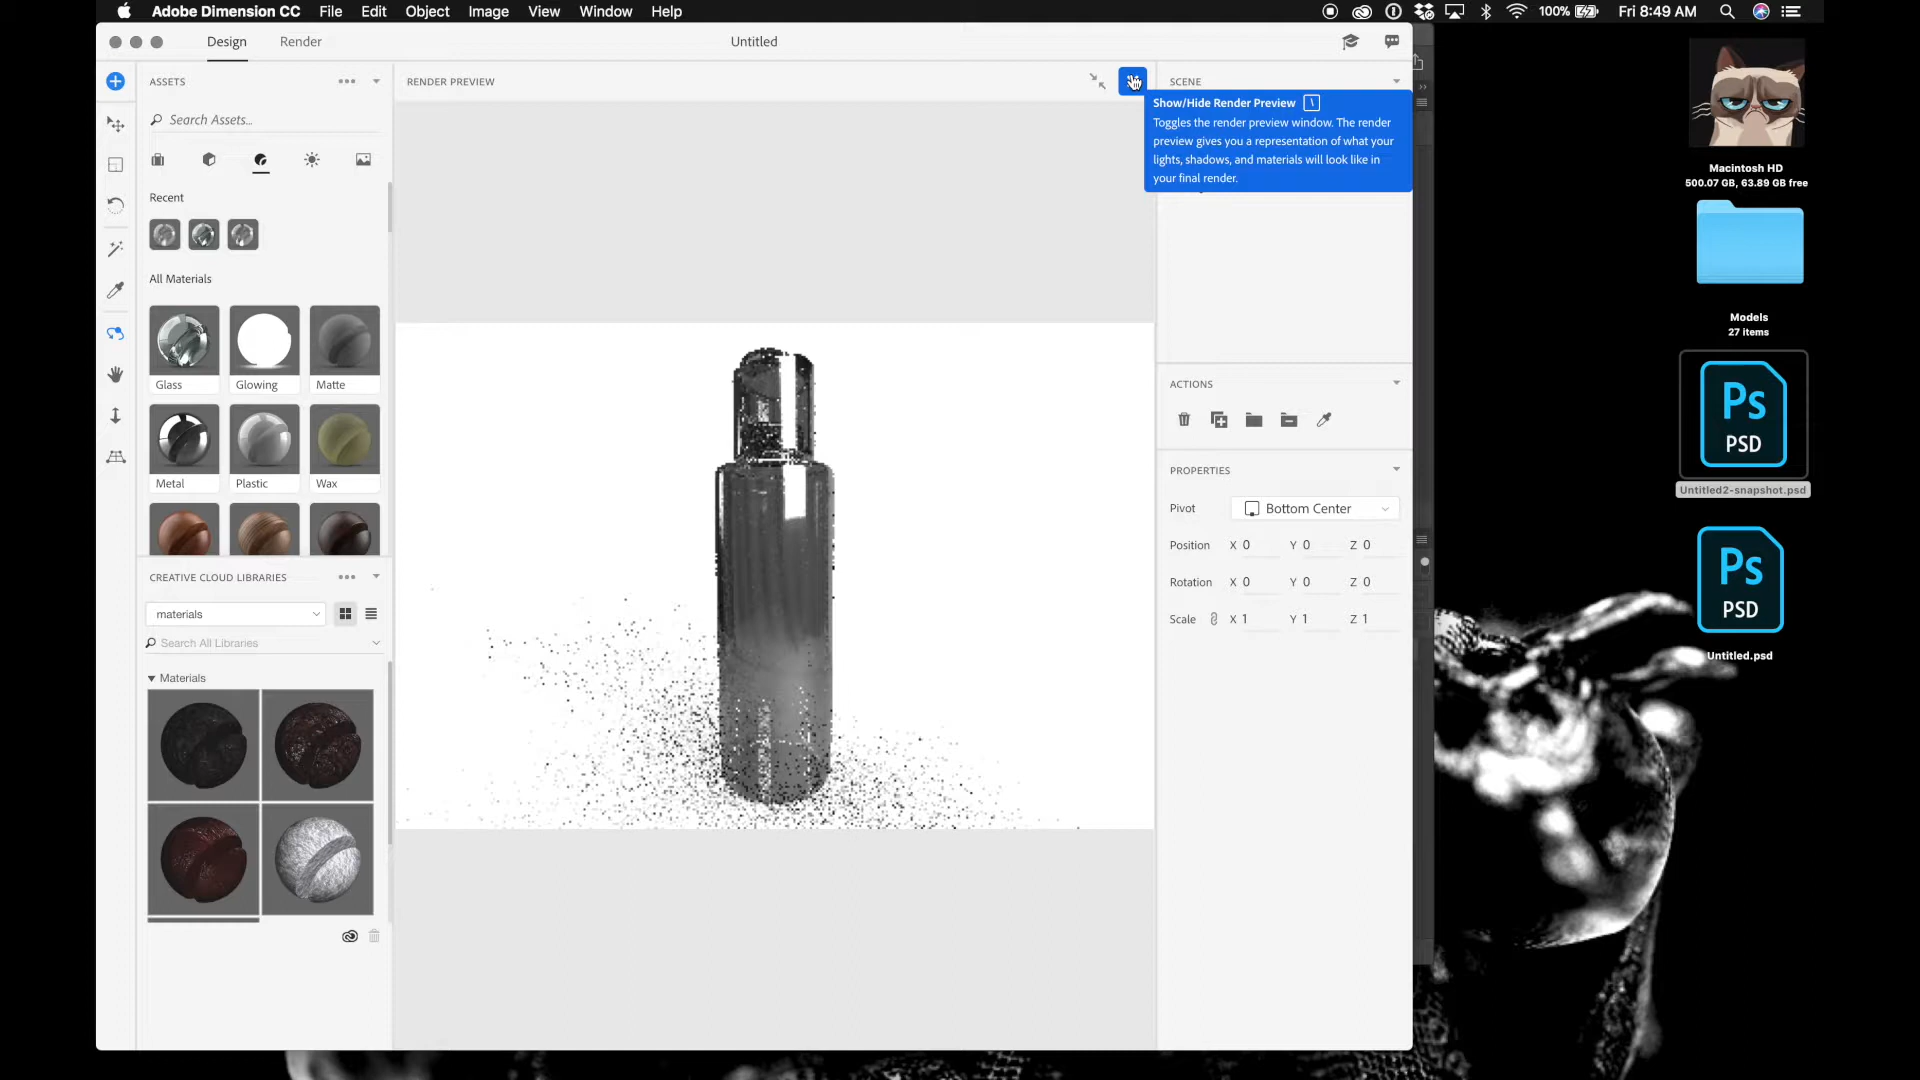 Adobe Dimension CC File Edit Object Image View Window Help
100% Fri 8:49 AM
Design Render Untitled
ASSETS
RENDER PREVIEW
SCENE
Show/Hide Render Preview \
Toggles the render preview window. The render
preview gives you a representation of what your
lights, shadows, and materials will look like in
your final render.
Search Assets...
Recent
All Materials
Glass Glowing Matte
Metal Plastic Wax
CREATIVE CLOUD LIBRARIES
materials
Search All Libraries
Materials
ACTIONS
PROPERTIES
Pivot Bottom Center
Position X 0 Y 0 Z 0
Rotation X 0 Y 0 Z 0
Scale X 1 Y 1 Z 1
Macintosh HD
500.07 GB, 63.89 GB free
Models
27 items
Ps
PSD
Untitled2-snapshot.psd
Ps
PSD
Untitled.psd